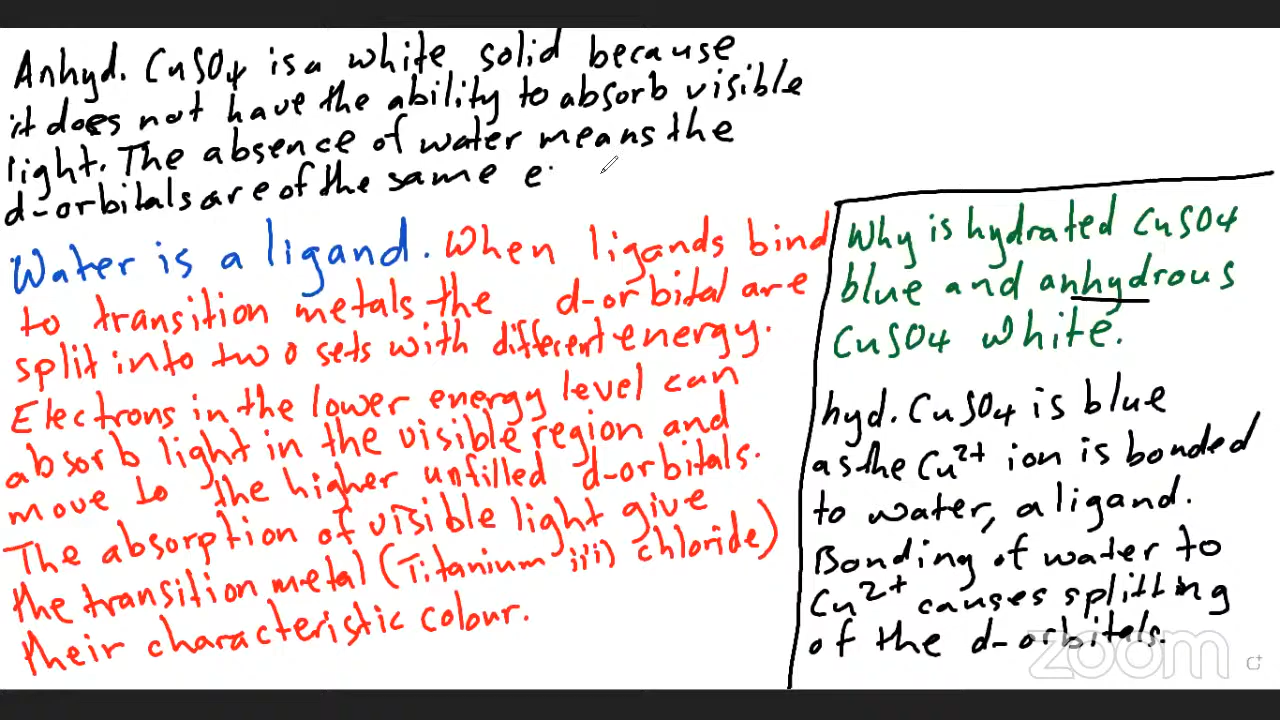 Anhyd. CuSO4 is a white solid because
it does not have the ability to absorb visible
light. The absence of water means the
d-orbitals are of the same e
Water is a ligand. When ligands bind
to transition metals the d-orbital are
split into two sets with different energy.
Electrons in the lower energy level can
absorb light in the visible region and
move to the higher unfilled d-orbitals.
The absorption of visible light give
the transition metal (Titanium iii) chloride)
their characteristic colour.
Why is hydrated CuSO4
blue and anhydrous
CuSO4 white.
hyd. CuSO4 is blue
as the Cu2+ ion is bonded
to water, a ligand.
Bonding of water to
Cu2+ causes splitting
of the d-orbitals.
zoom